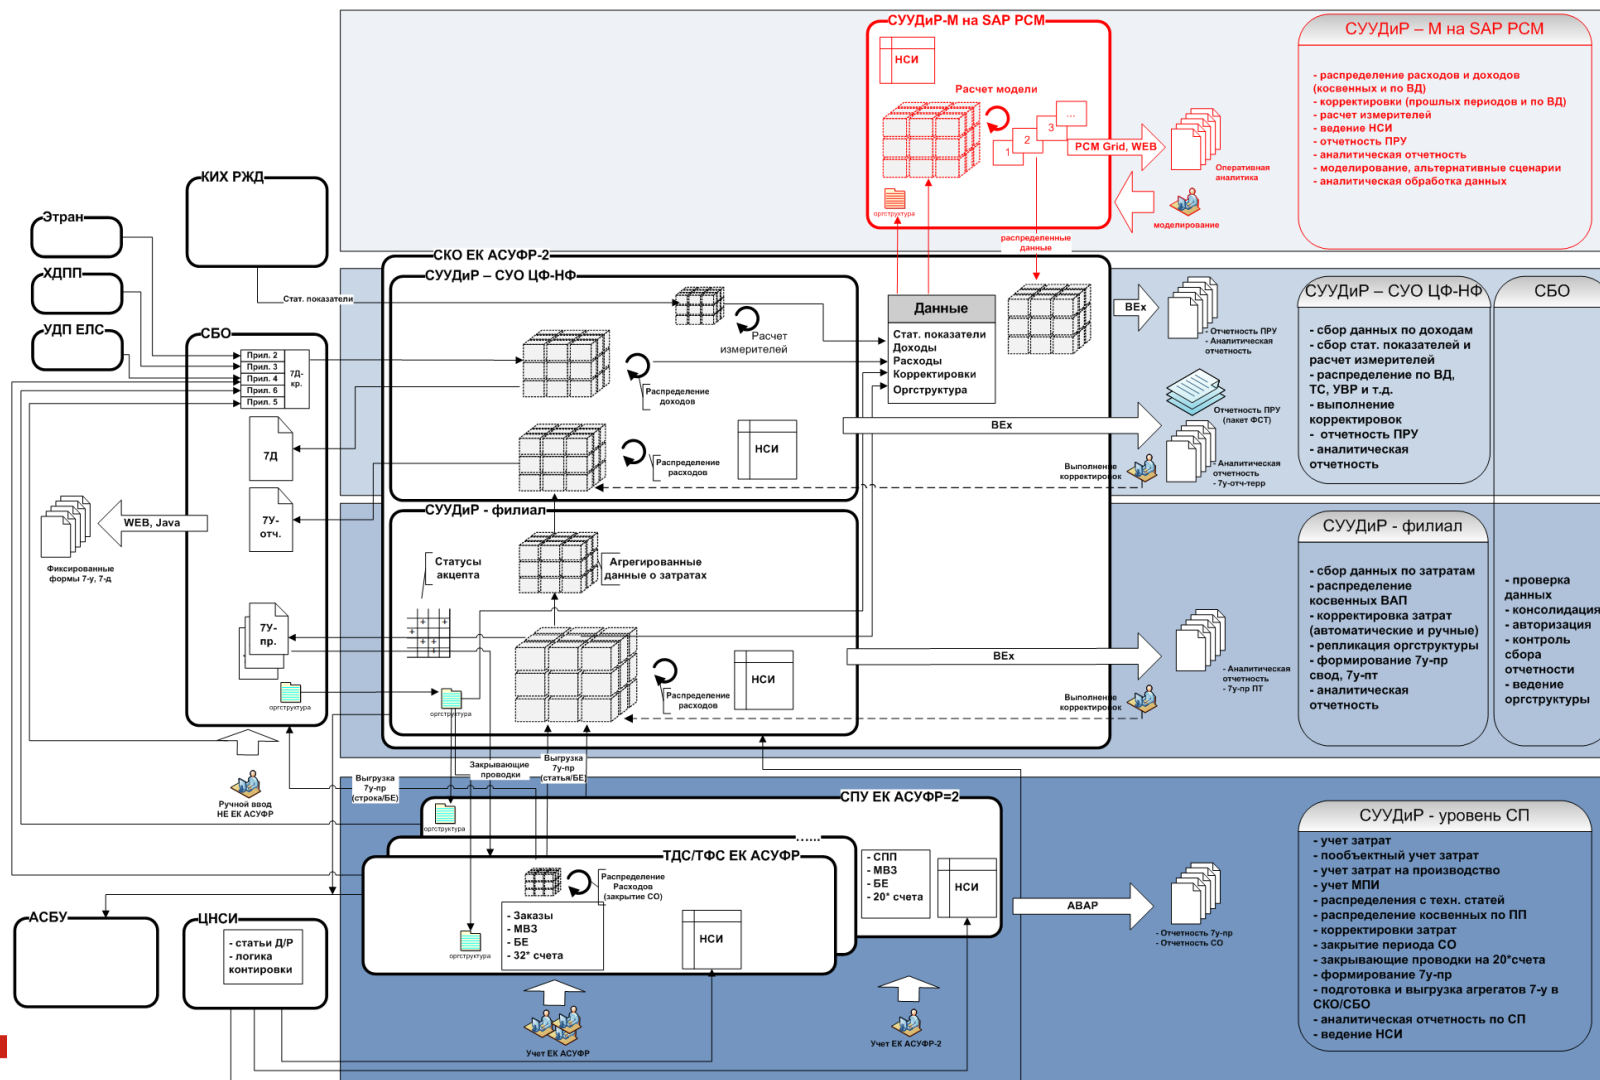 СУУДиР-М на SAP PCM
НСИ
Расчет модели
1
2
3
...
PCM Grid, WEB
Оперативная
аналитика
оргструктура
моделирование
распределенные
данные
СУУДиР – М на SAP PCM
- распределение расходов и доходов
(косвенных и по ВД)
- корректировки (прошлых периодов и по ВД)
- расчет измерителей
- ведение НСИ
- отчетность ПРУ
- аналитическая отчетность
- моделирование, альтернативные сценарии
- аналитическая обработка данных
КИХ РЖД
Этран
ХДПП
УДП ЕЛС
СБО
Прил. 2
Прил. 3
Прил. 4
Прил. 6
Прил. 5
7Д-
кр.
7Д
7У-
отч.
7У-
пр.
оргструктура
WEB, Java
Фиксированные
формы 7-у, 7-д
Ручной ввод
НЕ ЕК АСУФР
Стат. показатели
СКО ЕК АСУФР-2
СУУДиР – СУО ЦФ-НФ
Расчет
измерителей
Распределение
доходов
Распределение
расходов
НСИ
Данные
Стат. показатели
Доходы
Расходы
Корректировки
Оргструктура
BEx
- Отчетность ПРУ
- Аналитическая
отчетность
BEx
Отчетность ПРУ
(пакет ФСТ)
Выполнение
корректировок
- Аналитическая
отчетность
- 7у-отч-терр
СУУДиР – СУО ЦФ-НФ
- сбор данных по доходам
- сбор стат. показателей и
расчет измерителей
- распределение по ВД,
ТС, УВР и т.д.
- выполнение
корректировок
- отчетность ПРУ
- аналитическая
отчетность
СБО
- проверка
данных
- консолидация
- авторизация
- контроль
сбора
отчетности
- ведение
оргструктуры
СУУДиР - филиал
Статусы
акцепта
Агрегированные
данные о затратах
Распределение
расходов
НСИ
оргструктура
BEx
- Аналитическая
отчетность
- 7у-пр ПТ
Выполнение
корректировок
СУУДиР - филиал
- сбор данных по затратам
- распределение
косвенных ВАП
- корректировка затрат
(автоматические и ручные)
- репликация оргструктуры
- формирование 7у-пр
свод, 7у-пт
- аналитическая
отчетность
Выгрузка
7у-пр
(строка/БЕ)
Закрывающие
проводки
Выгрузка
7у-пр
(статья/БЕ)
СПУ ЕК АСУФР=2
оргструктура
......
- СПП
- МВЗ
- БЕ
- 20* счета
НСИ
ТДС/ТФС ЕК АСУФР
Распределение
Расходов
(закрытие СО)
- Заказы
- МВЗ
- БЕ
- 32* счета
НСИ
оргструктура
ABAP
- Отчетность 7у-пр
- Отчетность СО
Учет ЕК АСУФР
Учет ЕК АСУФР-2
АСБУ
ЦНСИ
- статьи Д/Р
- логика
контировки
СУУДиР - уровень СП
- учет затрат
- пообъектный учет затрат
- учет затрат на производство
- учет МПИ
- распределения с техн. статей
- распределение косвенных по ПП
- корректировки затрат
- закрытие периода СО
- закрывающие проводки на 20*счета
- формирование 7у-пр
- подготовка и выгрузка агрегатов 7-у в
СКО/СБО
- аналитическая отчетность по СП
- ведение НСИ